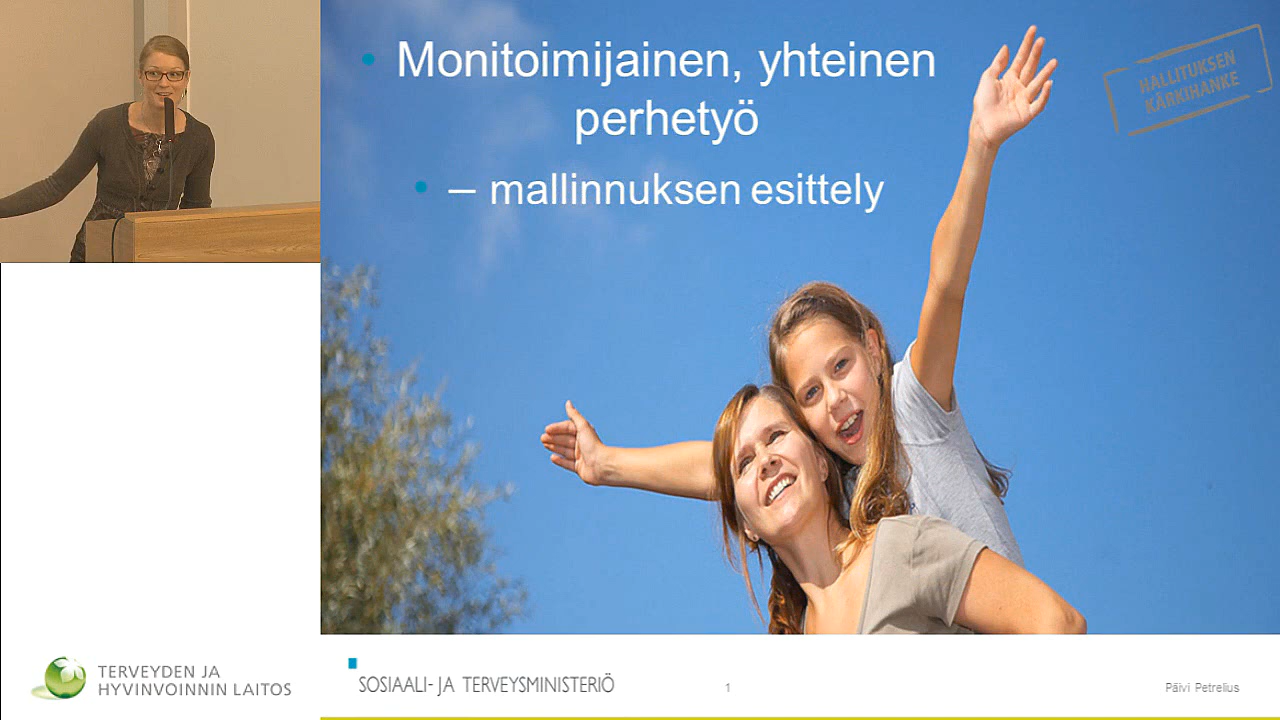 • Monitoimijainen, yhteinen
perhetyö
• – mallinnuksen esittely
HALLITUKSEN
KÄRKIHANKE
TERVEYDEN JA
HYVINVOINNIN LAITOS
SOSIAALI- JA TERVEYSMINISTERIÖ
1
Päivi Petrelius